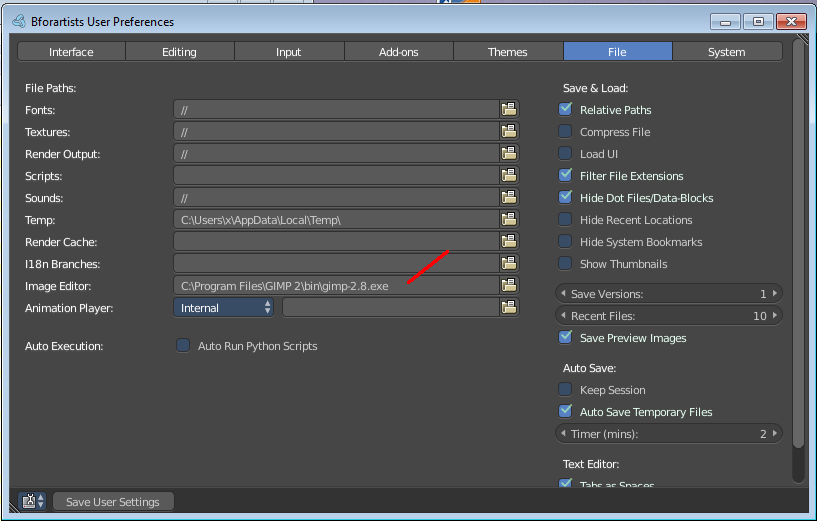 Bforartists User Preferences
Interface Editing Input Add-ons Themes File System
File Paths:
Fonts: //
Textures: //
Render Output: //
Scripts:
Sounds: //
Temp: C:\Users\x\AppData\Local\Temp\
Render Cache:
I18n Branches:
Image Editor: C:\Program Files\GIMP 2\bin\gimp-2.8.exe
Animation Player: Internal
Auto Execution: Auto Run Python Scripts
Save & Load:
Relative Paths
Compress File
Load UI
Filter File Extensions
Hide Dot Files/Data-Blocks
Hide Recent Locations
Hide System Bookmarks
Show Thumbnails
Save Versions: 1
Recent Files: 10
Save Preview Images
Auto Save:
Keep Session
Auto Save Temporary Files
Timer (mins): 2
Text Editor:
Tabs as Spaces
Save User Settings